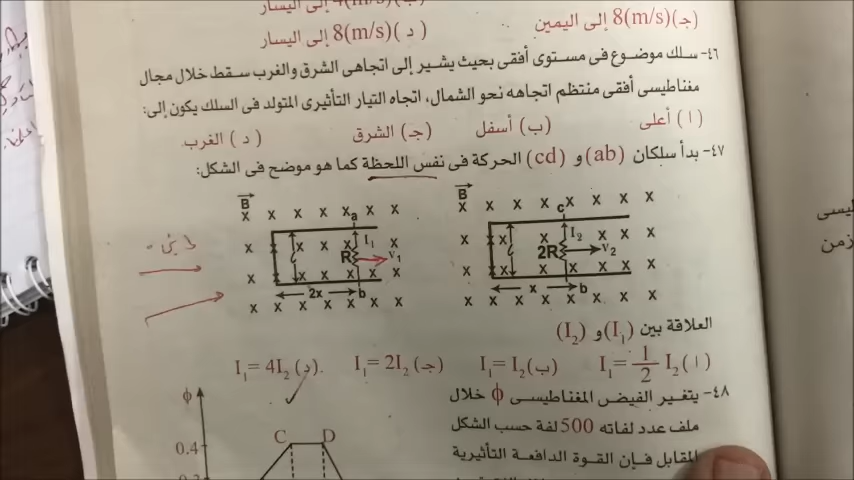 4(m/s) إلى اليسار
(جـ) 8(m/s) إلى اليمين
(د) 8(m/s) إلى اليسار
٤٦- سلك موضوع فى مستوى أفقى بحيث يشير إلى اتجاهى الشرق والغرب سقط خلال مجال
مغناطيسى أفقى منتظم اتجاهه نحو الشمال، اتجاه التيار التأثيرى المتولد فى السلك يكون إلى:
(أ) أعلى (ب) أسفل (جـ) الشرق (د) الغرب
٤٧- بدأ سلكان (ab) و (cd) الحركة فى نفس اللحظة كما هو موضح فى الشكل:
B
a
I₁
R
v₁
ℓ
2x
b
B
c
I₂
2R
v₂
ℓ
x
b
العلاقة بين (I₁) و (I₂)
(أ) I₁ = 1/2 I₂ (ب) I₁ = I₂ (جـ) I₁ = 2I₂ (د) I₁ = 4I₂
٤٨- يتغير الفيض المغناطيسى ϕ خلال
ملف عدد لفاته 500 لفة حسب الشكل
المقابل فإن القوة الدافعة التأثيرية
ϕ
C D
0.4
زمن